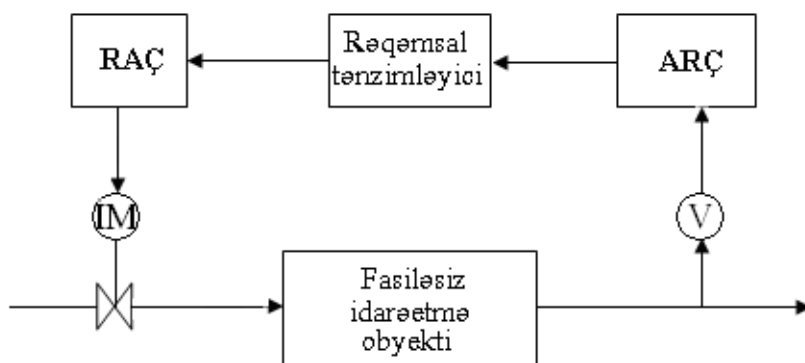 RAÇ
Rəqəmsal
tənzimləyici
ARÇ
IM
V
Fasiləsiz
idarəetmə
obyekti